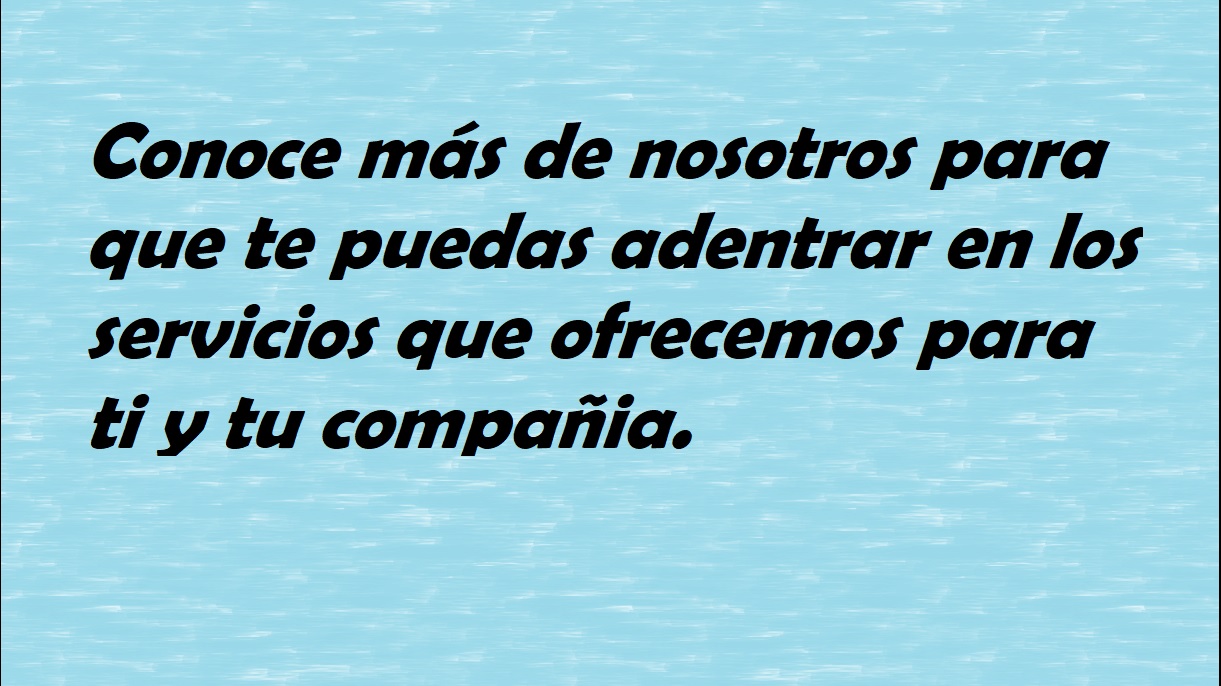 Conoce más de nosotros para
que te puedas adentrar en los
servicios que ofrecemos para
ti y tu compañia.